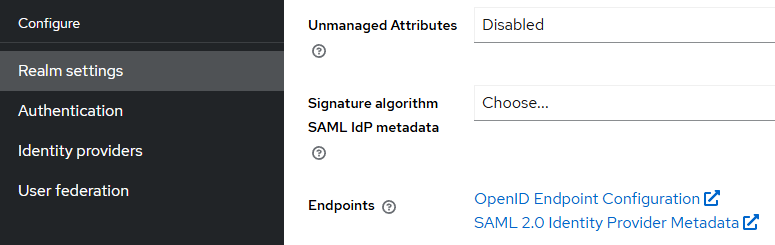 Configure
Realm settings
Authentication
Identity providers
User federation
Unmanaged Attributes
Disabled
Signature algorithm
SAML IdP metadata
Choose...
Endpoints
OpenID Endpoint Configuration
SAML 2.0 Identity Provider Metadata